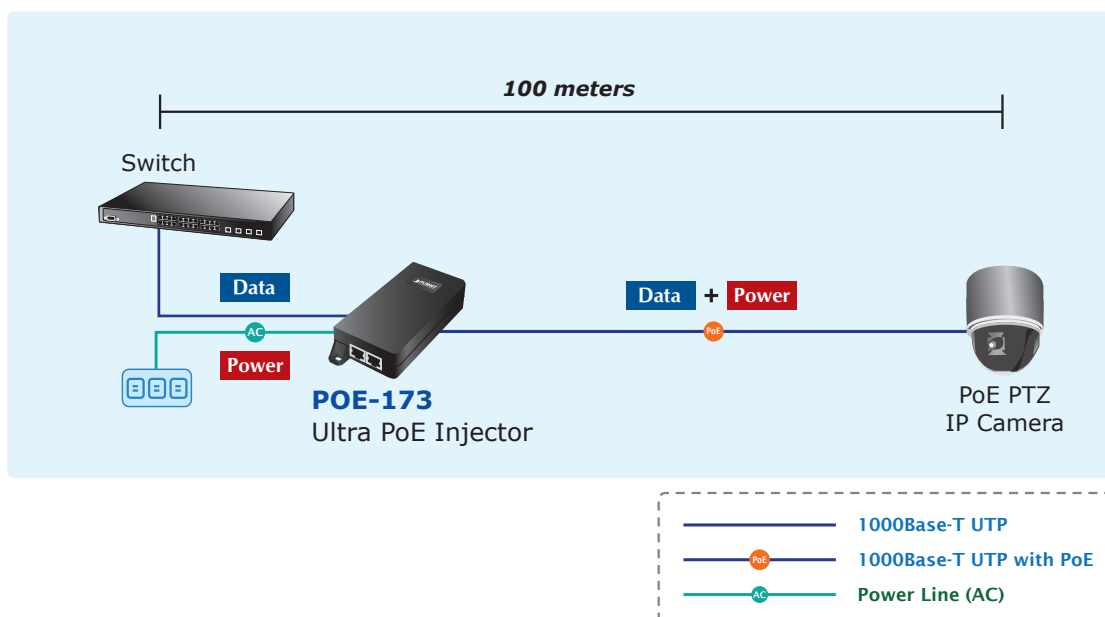 100 meters
Switch
Data
Data + Power
PLANET
AC
PoE
Power
POE-173
Ultra PoE Injector
PoE PTZ
IP Camera
1000Base-T UTP
PoE
1000Base-T UTP with PoE
AC
Power Line (AC)